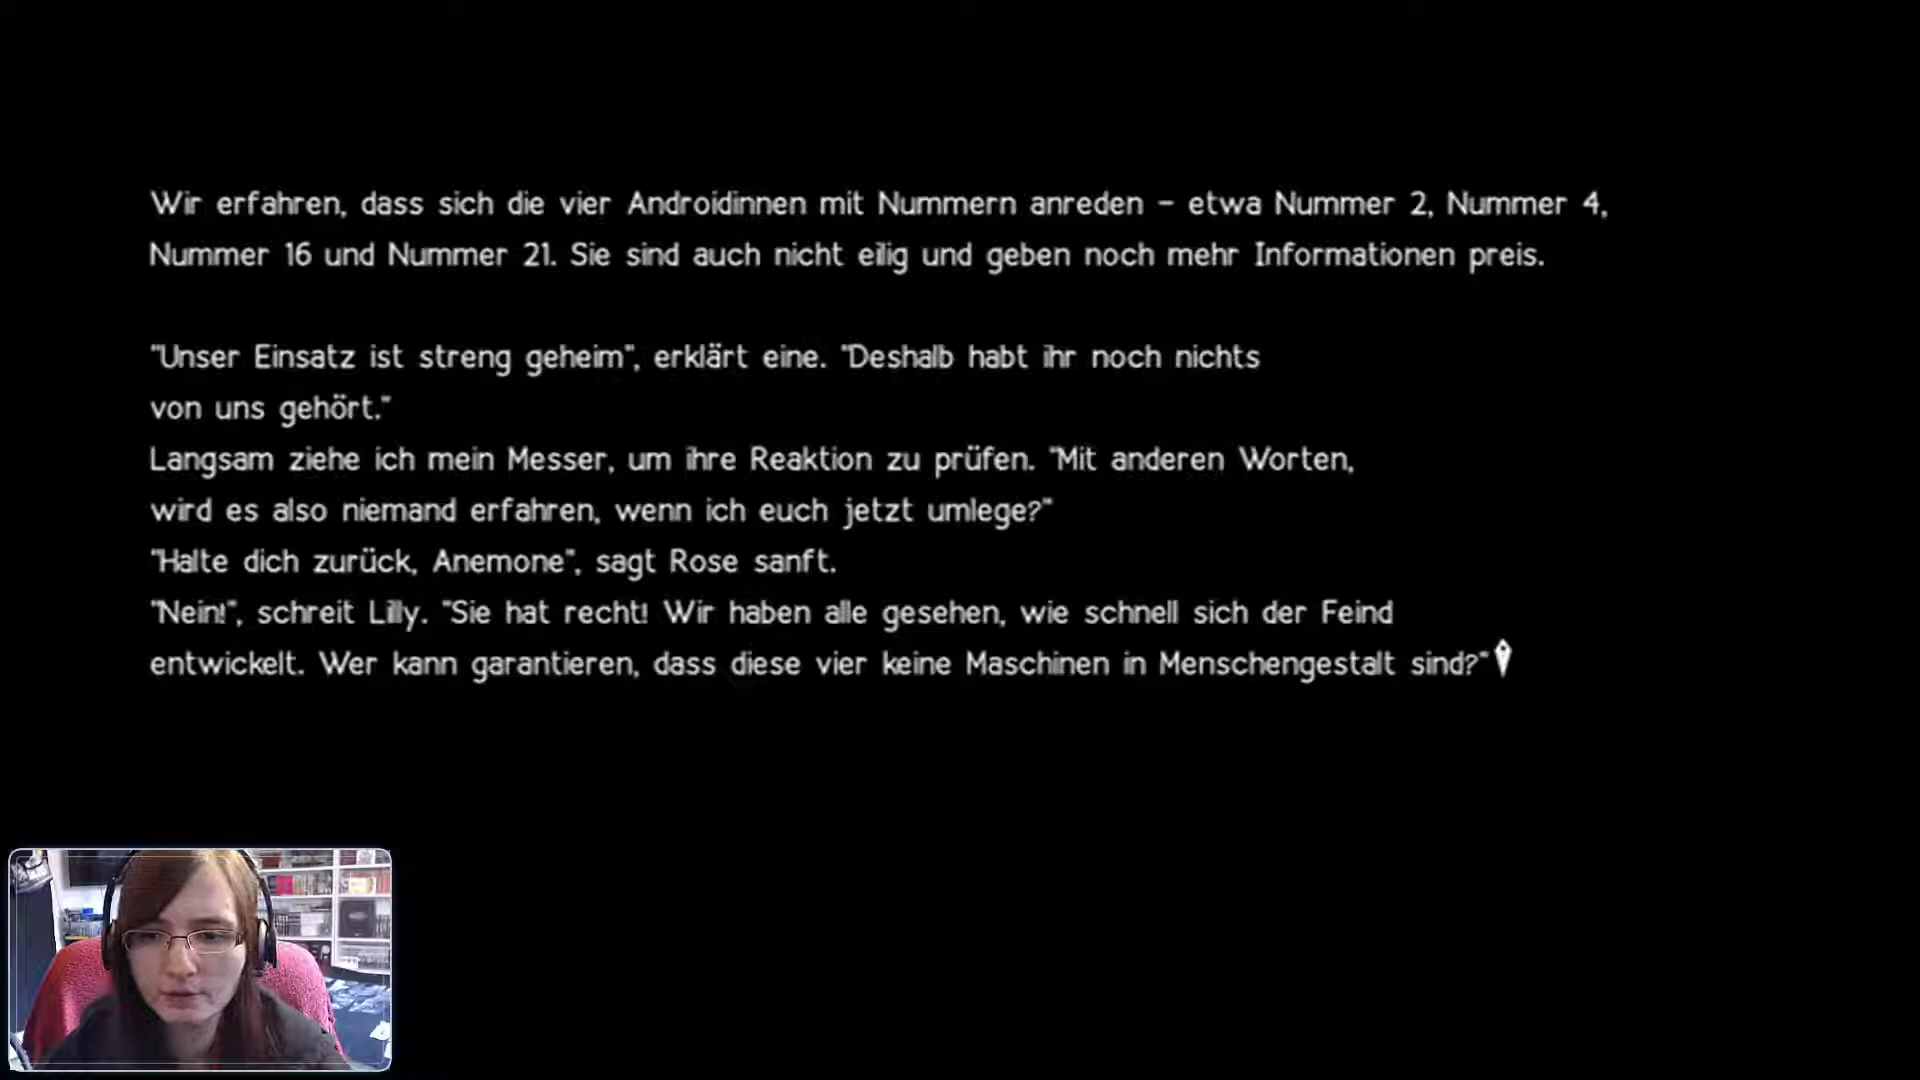 Wir erfahren, dass sich die vier Androidinnen mit Nummern anreden – etwa Nummer 2, Nummer 4,
Nummer 16 und Nummer 21. Sie sind auch nicht eilig und geben noch mehr Informationen preis.
"Unser Einsatz ist streng geheim", erklärt eine. "Deshalb habt ihr noch nichts
von uns gehört."
Langsam ziehe ich mein Messer, um ihre Reaktion zu prüfen. "Mit anderen Worten,
wird es also niemand erfahren, wenn ich euch jetzt umlege?"
"Halte dich zurück, Anemone", sagt Rose sanft.
"Nein!", schreit Lilly. "Sie hat recht! Wir haben alle gesehen, wie schnell sich der Feind
entwickelt. Wer kann garantieren, dass diese vier keine Maschinen in Menschengestalt sind?"